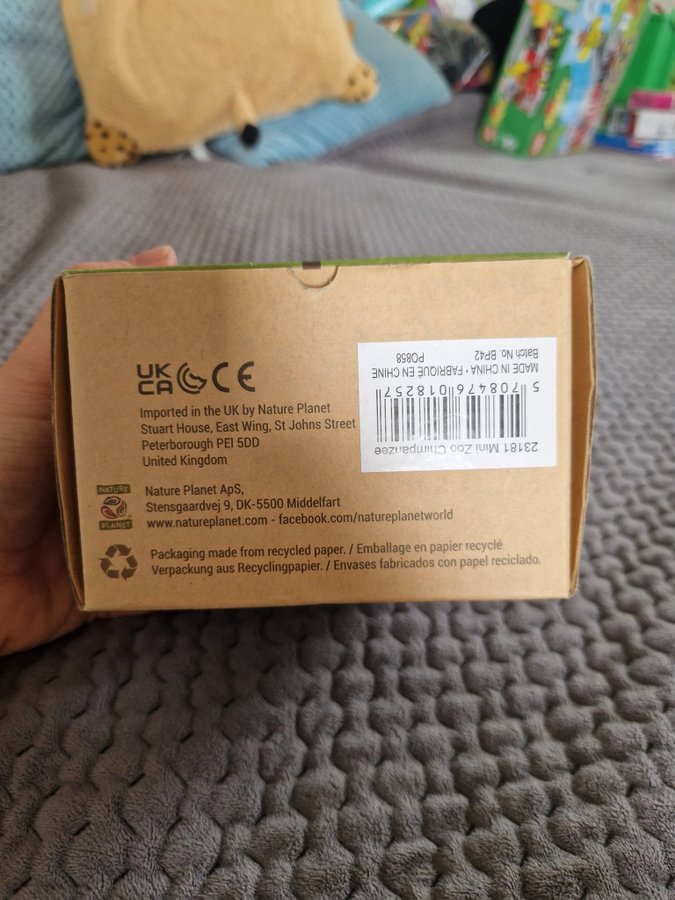 UK
CA CE
Imported in the UK by Nature Planet
Stuart House, East Wing, St Johns Street
Peterborough PE1 5DD
United Kingdom
NATURE
PLANET
Nature Planet ApS,
Stensgaardvej 9, DK-5500 Middelfart
www.natureplanet.com - facebook.com/natureplanetworld
Packaging made from recycled paper. / Emballage en papier recyclé.
Verpackung aus Recyclingpapier. / Envases fabricados con papel reciclado.
23181 Mini Zoo Chimpanzee
5 708476 018257
MADE IN CHINA • FABRIQUÉ EN CHINE
Batch No. BP42
PO858